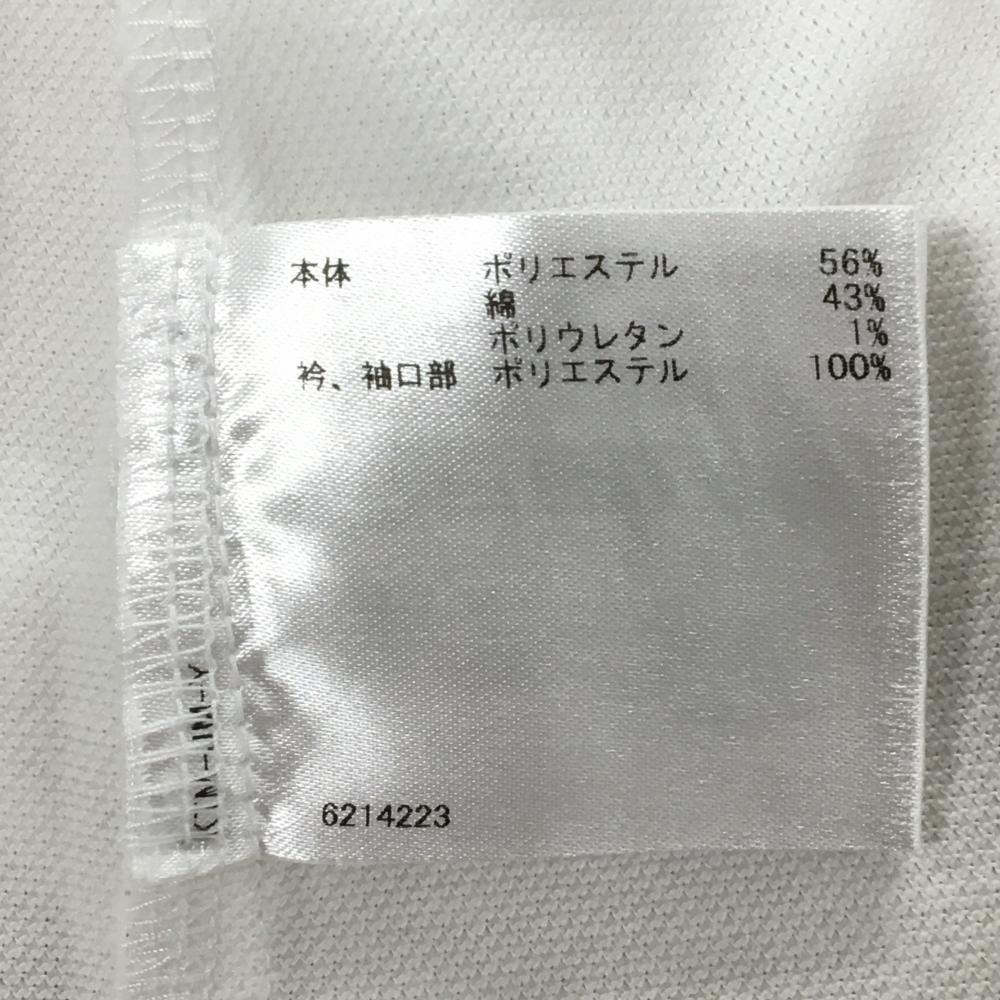 本体 ポリエステル 56%
綿 43%
ポリウレタン 1%
衿、袖口部 ポリエステル 100%
6214223